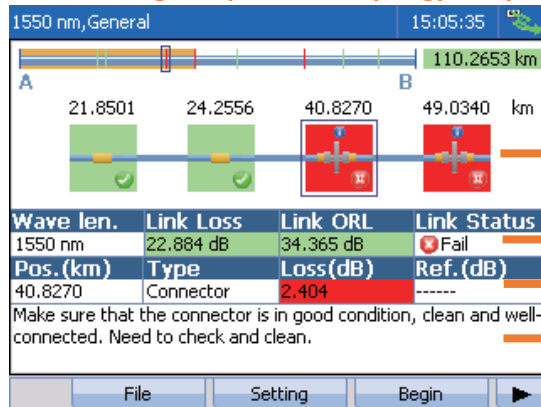 1550 nm,General 15:05:35
110.2653 km
A B
21.8501 24.2556 40.8270 49.0340 km
Wave len. Link Loss Link ORL Link Status
1550 nm 22.884 dB 34.365 dB Fail
Pos.(km) Type Loss(dB) Ref.(dB)
40.8270 Connector 2.404 ------
Make sure that the connector is in good condition, clean and well-
connected. Need to check and clean.
File Setting Begin